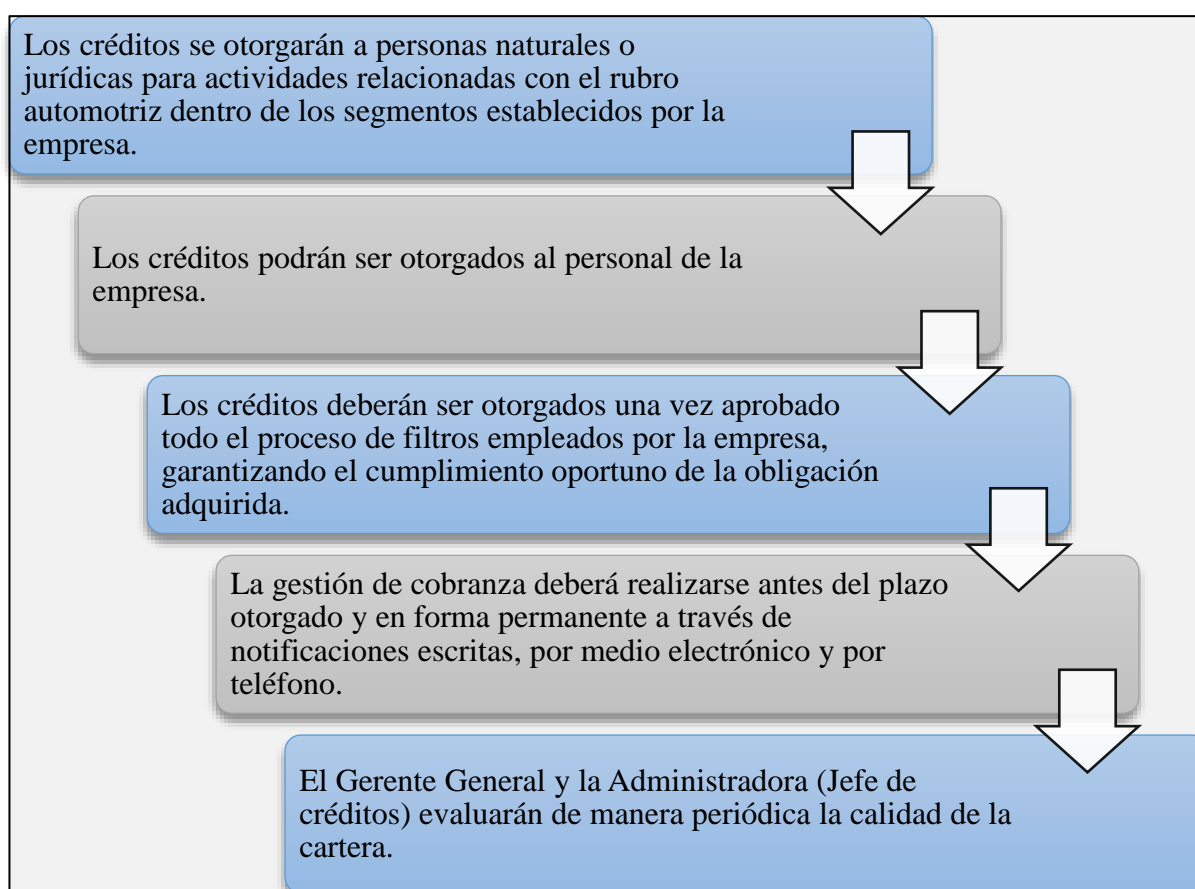 Los créditos se otorgarán a personas naturales o
jurídicas para actividades relacionadas con el rubro
automotriz dentro de los segmentos establecidos por la
empresa.
Los créditos podrán ser otorgados al personal de la
empresa.
Los créditos deberán ser otorgados una vez aprobado
todo el proceso de filtros empleados por la empresa,
garantizando el cumplimiento oportuno de la obligación
adquirida.
La gestión de cobranza deberá realizarse antes del plazo
otorgado y en forma permanente a través de
notificaciones escritas, por medio electrónico y por
teléfono.
El Gerente General y la Administradora (Jefe de
créditos) evaluarán de manera periódica la calidad de la
cartera.